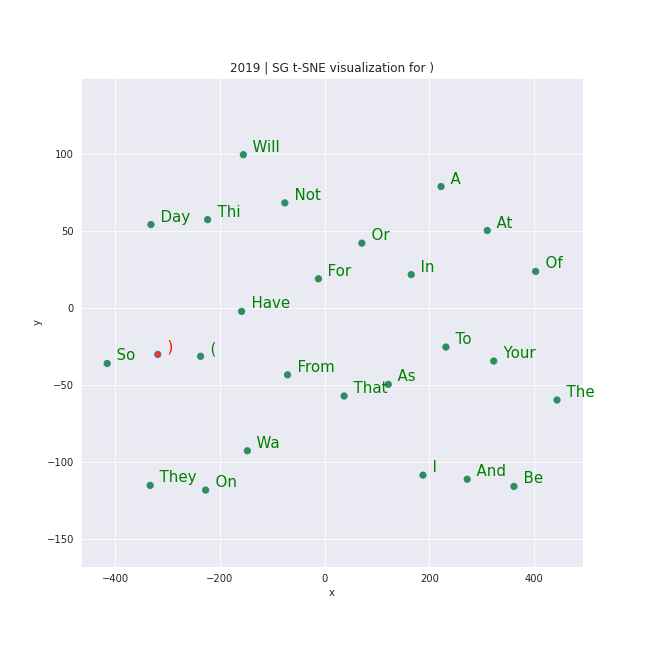 2019 | SG t-SNE visualization for )
100
50
0
−50
−100
−150
y
Will
A
Not
Thi
Day
At
Or
Of
In
For
Have
To
)
(
So
Your
From
As
That
The
Wa
I
And
They
Be
On
−400 −200 0 200 400
x